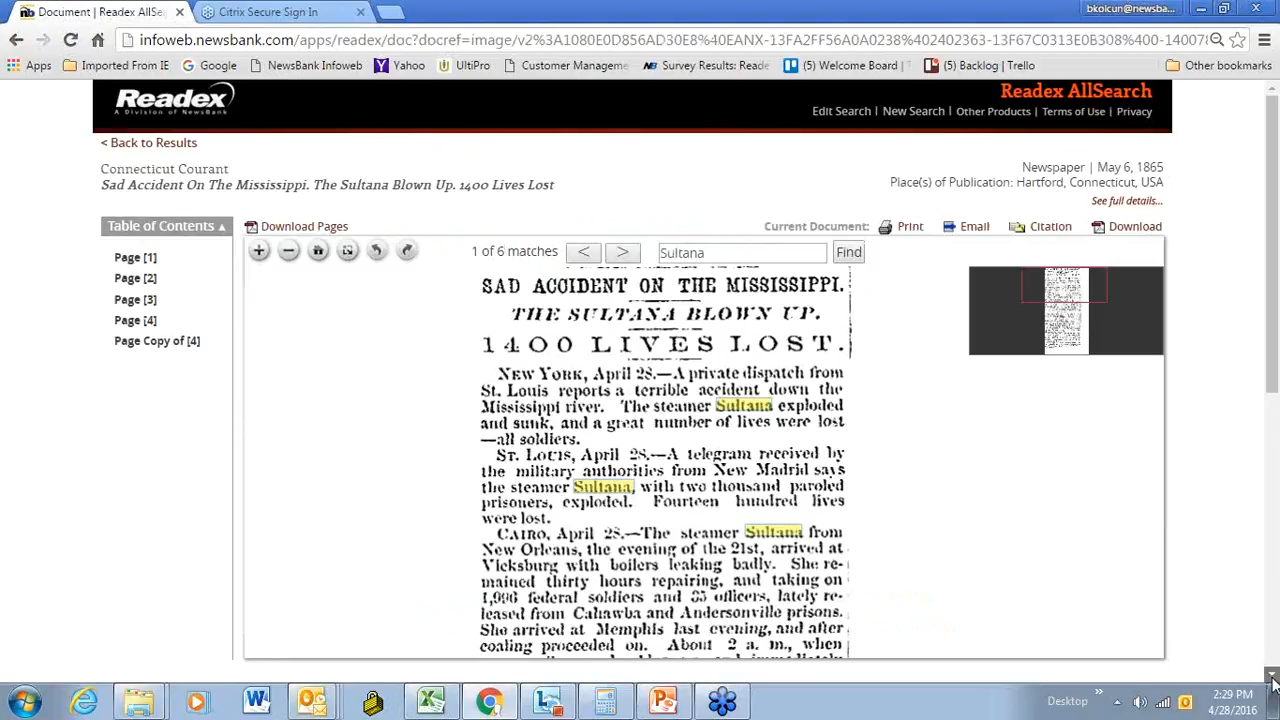 Document | Readex AllSea
Citrix Secure Sign In
bkolcun@newsba...
infoweb.newsbank.com/apps/readex/doc?docref=image/v2%3A1080E0D856AD30E8%40EANX-13FA2FF56A0A0238%402402363-13F67C0313E0B308%400-14007
Apps
Imported From IE
Google
NewsBank Infoweb
Yahoo
UltiPro
Customer Manageme
Survey Results: Reade
(5) Welcome Board | T
(5) Backlog | Trello
Other bookmarks
Readex
A Division of NewsBank
Readex AllSearch
Edit Search | New Search | Other Products | Terms of Use | Privacy
< Back to Results
Connecticut Courant
Newspaper | May 6, 1865
Sad Accident On The Mississippi. The Sultana Blown Up. 1400 Lives Lost
Place(s) of Publication: Hartford, Connecticut, USA
See full details...
Table of Contents ▲
Download Pages
Current Document:
Print
Email
Citation
Download
Page [1]
Page [2]
Page [3]
Page [4]
Page Copy of [4]
1 of 6 matches
<
>
Sultana
Find
SAD ACCIDENT ON THE MISSISSIPPI.
THE SULTANA BLOWN UP.
1400 LIVES LOST.
NEW YORK, April 28.—A private dispatch from
St. Louis reports a terrible accident down the
Mississippi river. The steamer Sultana exploded
and sunk, and a great number of lives were lost
—all soldiers.
ST. LOUIS, April 28.—A telegram received by
the military authorities from New Madrid says
the steamer Sultana, with two thousand paroled
prisoners, exploded. Fourteen hundred lives
were lost.
CAIRO, April 28.—The steamer Sultana from
New Orleans, the evening of the 21st, arrived at
Vicksburg with boilers leaking badly. She re-
mained thirty hours repairing, and taking on
1,996 federal soldiers and 35 officers, lately re-
leased from Cahawba and Andersonville prisons.
She arrived at Memphis last evening, and after
coaling proceeded on. About 2 a. m., when
Desktop
2:29 PM
4/28/2016